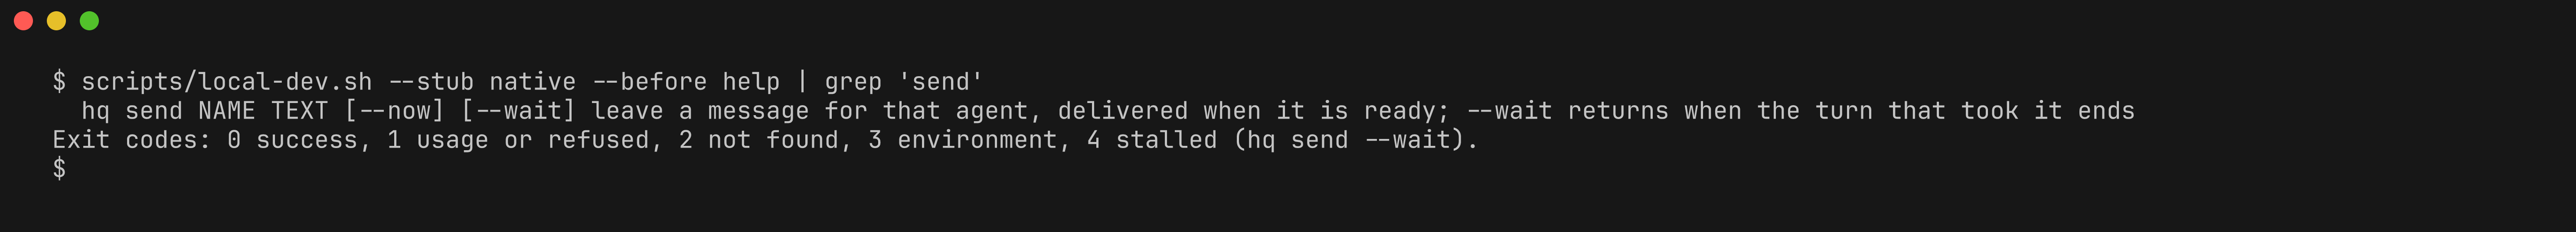 $ scripts/local-dev.sh --stub native --before help | grep 'send'
  hq send NAME TEXT [--now] [--wait] leave a message for that agent, delivered when it is ready; --wait returns when the turn that took it ends
Exit codes: 0 success, 1 usage or refused, 2 not found, 3 environment, 4 stalled (hq send --wait).
$